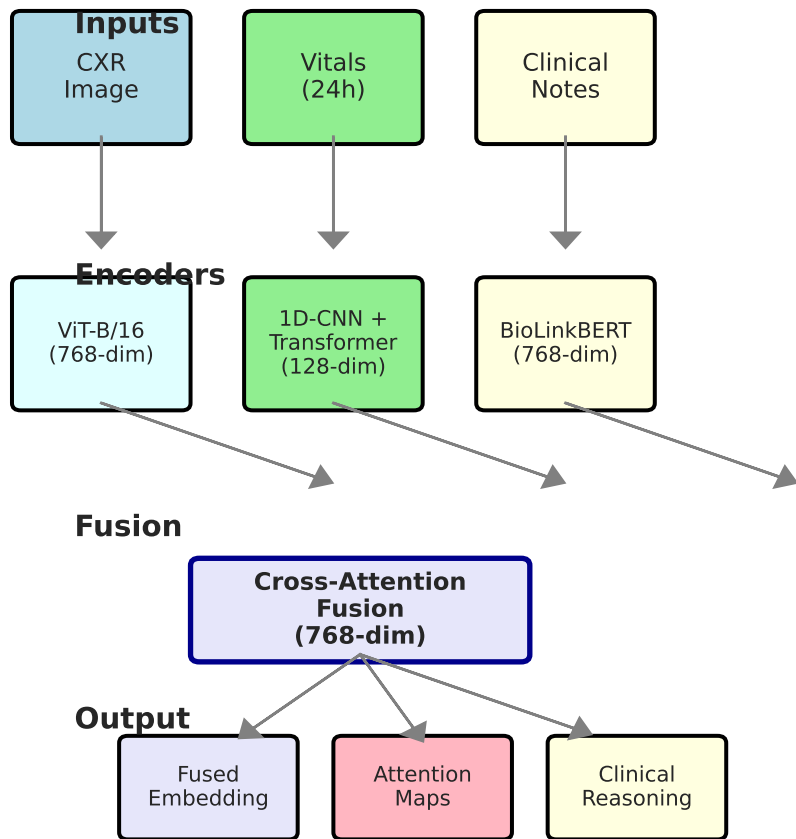 Inputs
CXR
Image
Vitals
(24h)
Clinical
Notes
Encoders
ViT-B/16
(768-dim)
1D-CNN +
Transformer
(128-dim)
BioLinkBERT
(768-dim)
Fusion
Cross-Attention
Fusion
(768-dim)
Output
Fused
Embedding
Attention
Maps
Clinical
Reasoning